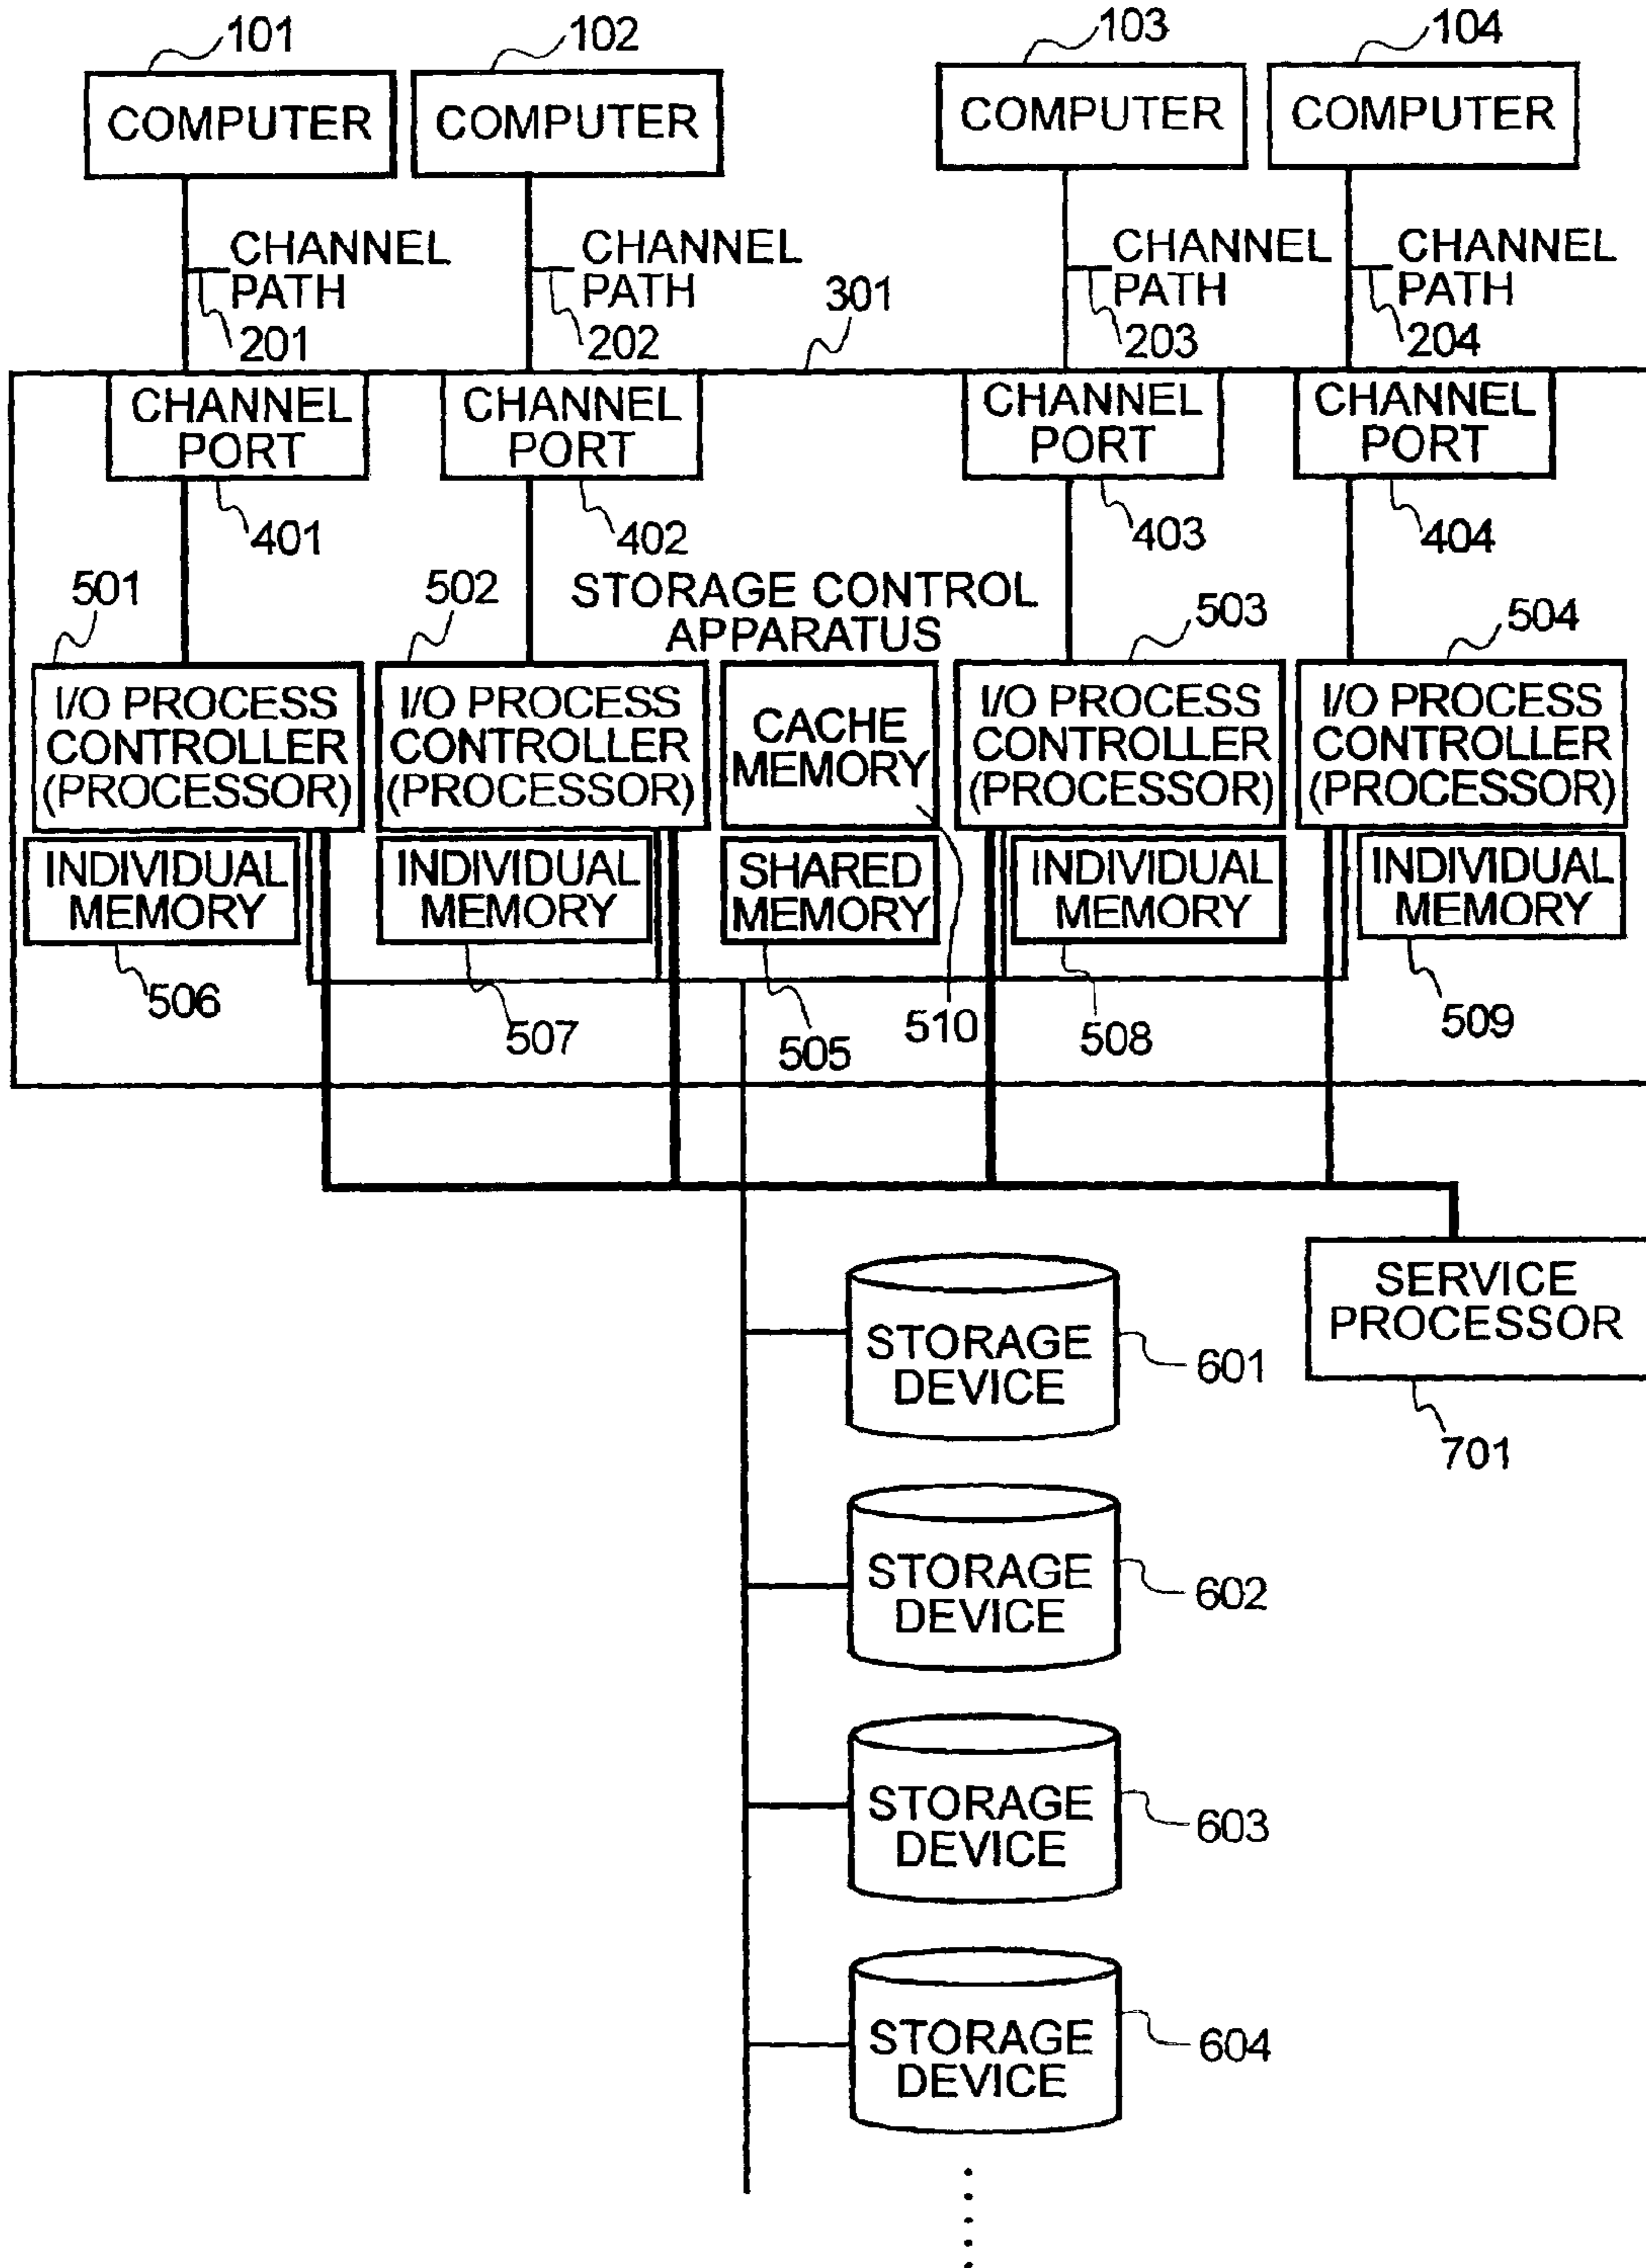 101
102
103
104
COMPUTER
COMPUTER
COMPUTER
COMPUTER
CHANNEL
PATH
201
CHANNEL
PATH
202
301
CHANNEL
PATH
203
CHANNEL
PATH
204
CHANNEL
PORT
401
CHANNEL
PORT
402
CHANNEL
PORT
403
CHANNEL
PORT
404
STORAGE CONTROL
APPARATUS
501
502
503
504
I/O PROCESS
CONTROLLER
(PROCESSOR)
I/O PROCESS
CONTROLLER
(PROCESSOR)
CACHE
MEMORY
I/O PROCESS
CONTROLLER
(PROCESSOR)
I/O PROCESS
CONTROLLER
(PROCESSOR)
INDIVIDUAL
MEMORY
INDIVIDUAL
MEMORY
SHARED
MEMORY
INDIVIDUAL
MEMORY
INDIVIDUAL
MEMORY
506
507
505
510
508
509
SERVICE
PROCESSOR
701
STORAGE
DEVICE
601
STORAGE
DEVICE
602
STORAGE
DEVICE
603
STORAGE
DEVICE
604